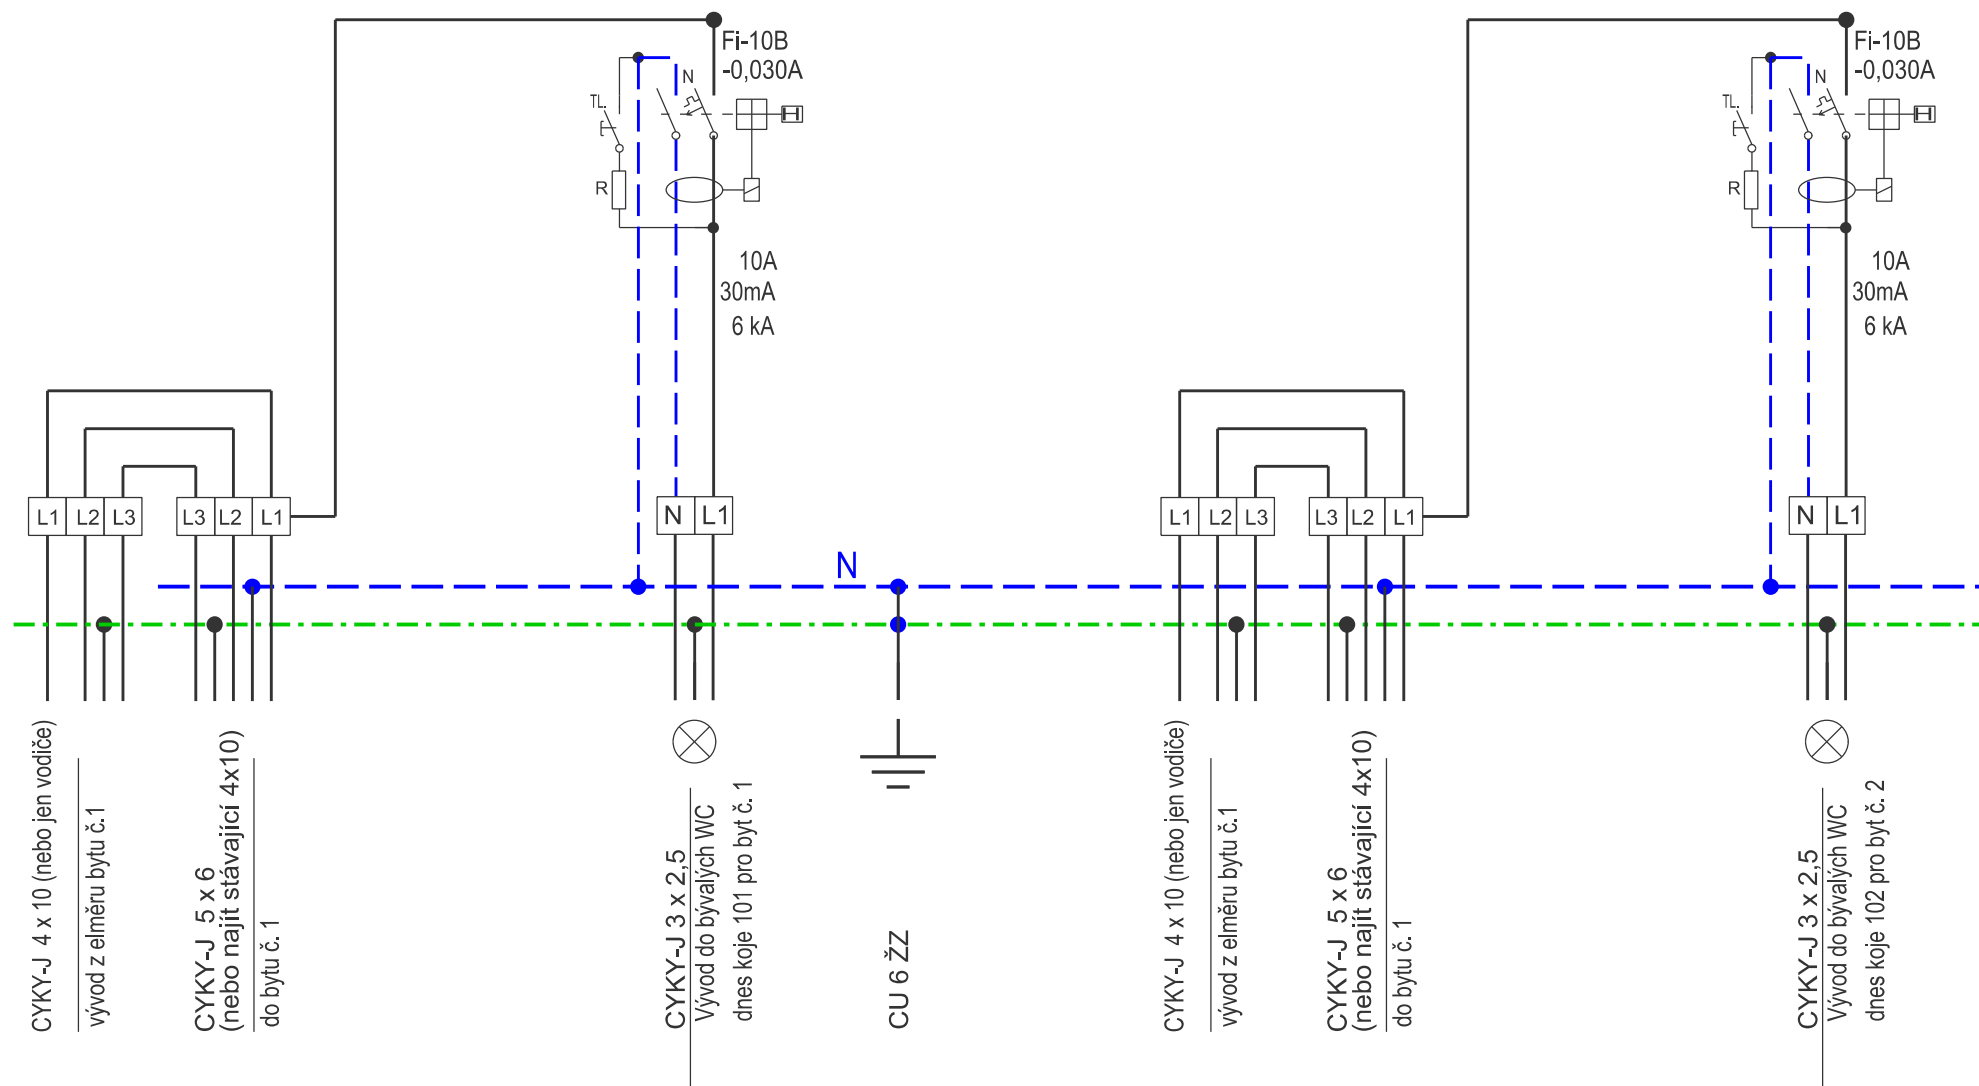 Fi-10B
-0,030A
N
TL.
R
10A
30mA
6 kA
L1 L2 L3
L3 L2 L1
N L1
N
CYKY-J 4 x 10 (nebo jen vodiče)
vývod z elměru bytu č.1
CYKY-J 5 x 6
(nebo najít stávající 4x10)
do bytu č. 1
CYKY-J 3 x 2,5
Vývod do bývalých WC
dnes koje 101 pro byt č. 1
CU 6 ŽZ
Fi-10B
-0,030A
N
TL.
R
10A
30mA
6 kA
L1 L2 L3
L3 L2 L1
N L1
CYKY-J 4 x 10 (nebo jen vodiče)
vývod z elměru bytu č.1
CYKY-J 5 x 6
(nebo najít stávající 4x10)
do bytu č. 1
CYKY-J 3 x 2,5
Vývod do bývalých WC
dnes koje 102 pro byt č. 2